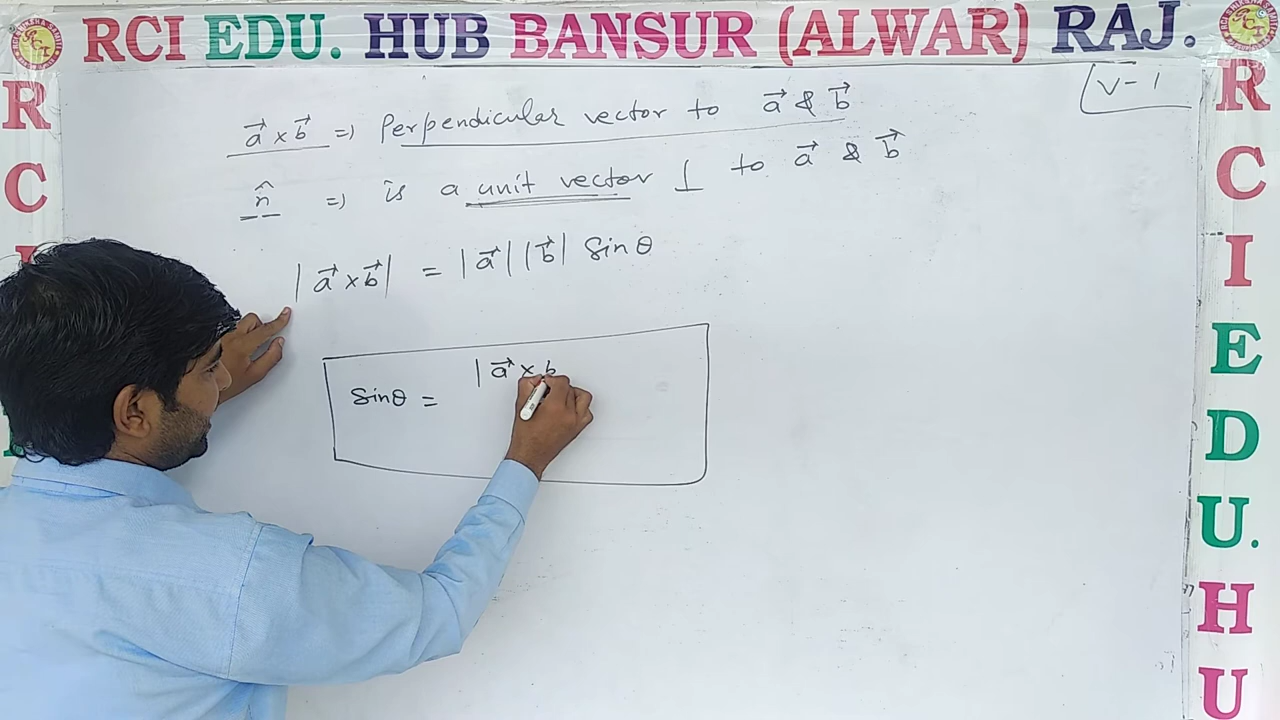 RCI EDU. HUB BANSUR (ALWAR) RAJ.
V-1
a⃗ × b⃗ ⇒ Perpendicular vector to a⃗ & b⃗
n̂ ⇒ is a unit vector ⊥ to a⃗ & b⃗
|a⃗ × b⃗| = |a⃗| |b⃗| Sinθ
Sinθ = |a⃗ × b
R
C
R
C
I
E
D
U.
H
U